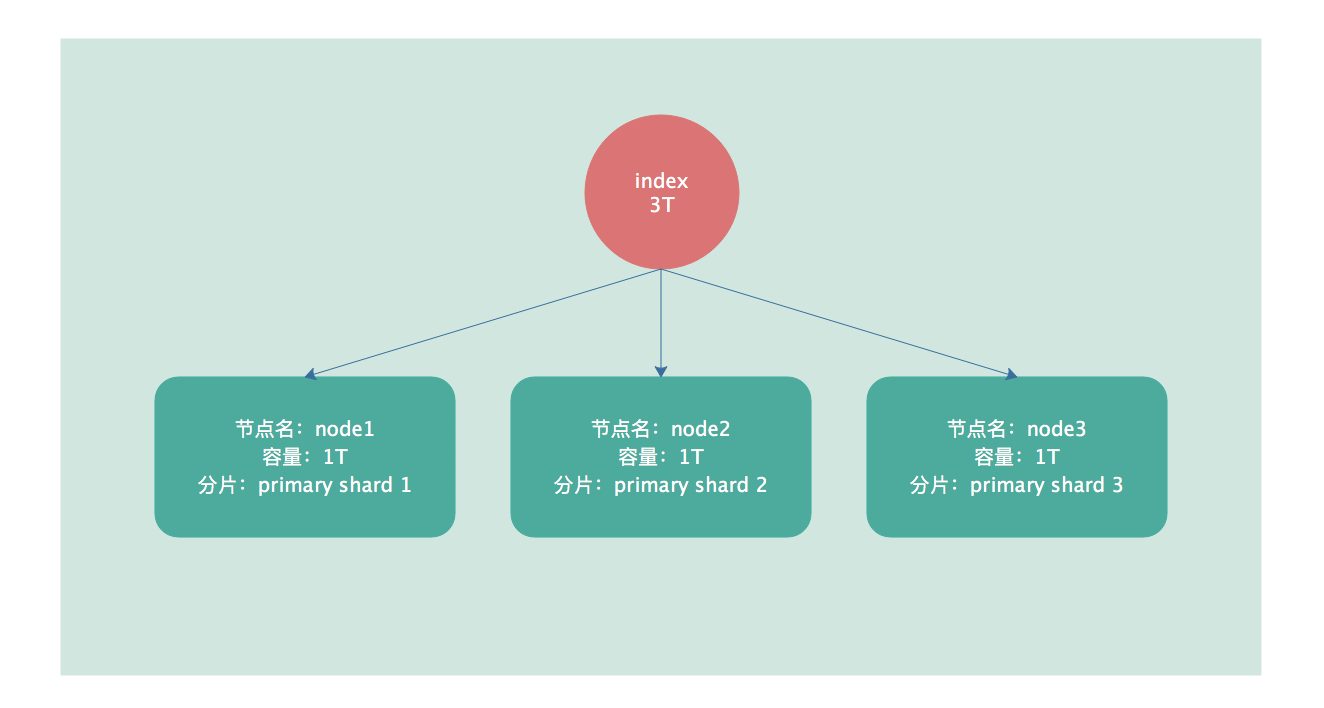 index
3T
节点名：node1
容量：1T
分片：primary shard 1
节点名：node2
容量：1T
分片：primary shard 2
节点名：node3
容量：1T
分片：primary shard 3